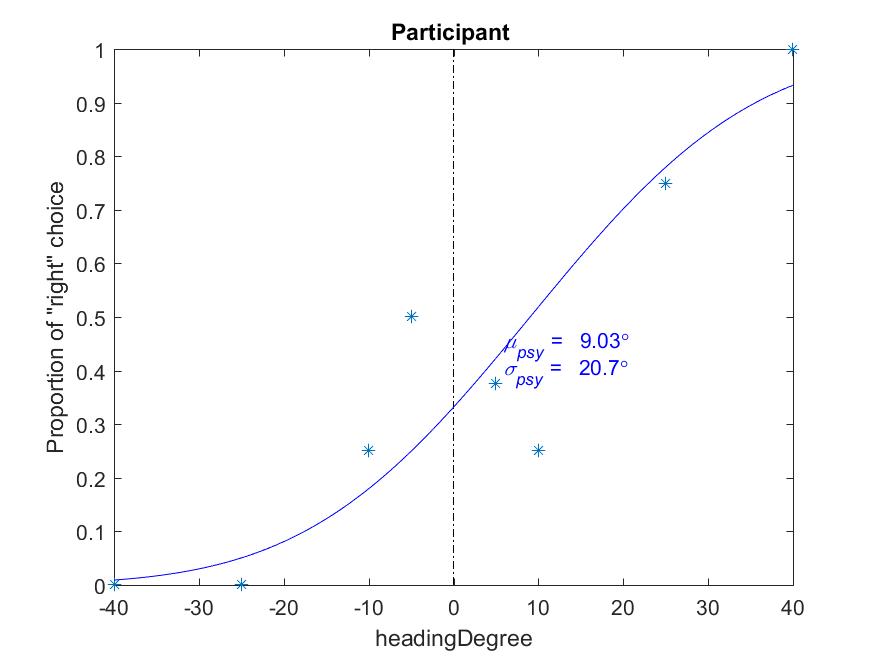 Participant
1
0.9
0.8
0.7
0.6
0.5
0.4
0.3
0.2
0.1
0
Proportion of "right" choice
μpsy = 9.03°
σpsy = 20.7°
-40 -30 -20 -10 0 10 20 30 40
headingDegree